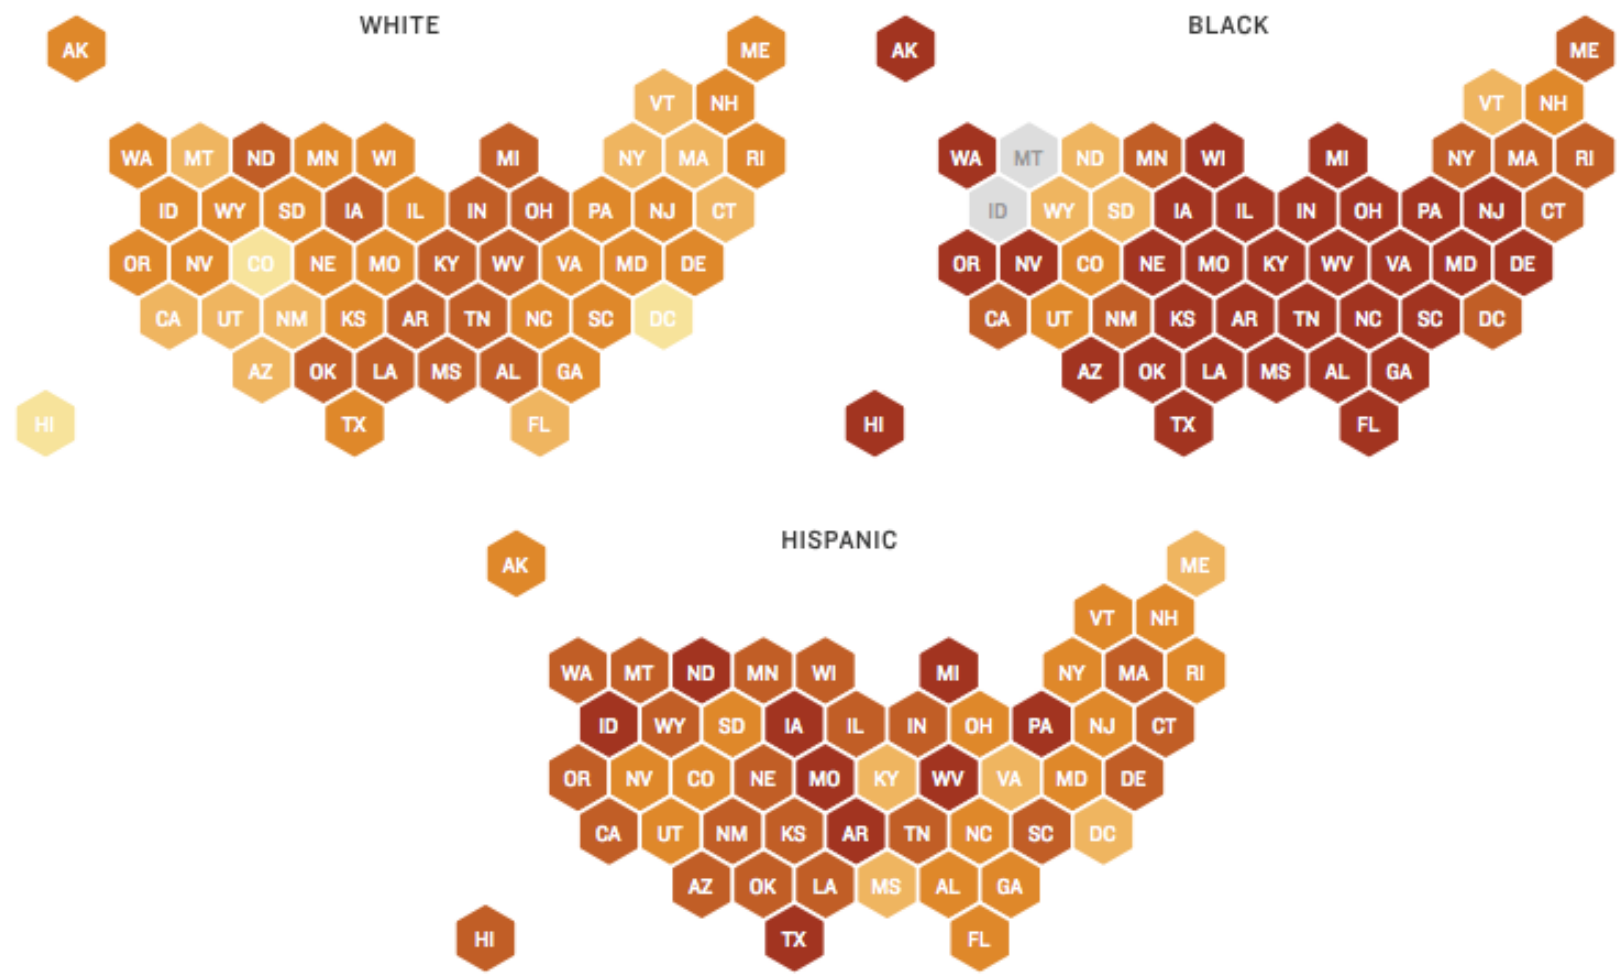 WHITE
AK ME
VT NH
WA MT ND MN WI MI NY MA RI
ID WY SD IA IL IN OH PA NJ CT
OR NV CO NE MO KY WV VA MD DE
CA UT NM KS AR TN NC SC DC
AZ OK LA MS AL GA
HI TX FL
BLACK
AK ME
VT NH
WA MT ND MN WI MI NY MA RI
ID WY SD IA IL IN OH PA NJ CT
OR NV CO NE MO KY WV VA MD DE
CA UT NM KS AR TN NC SC DC
AZ OK LA MS AL GA
HI TX FL
HISPANIC
AK ME
VT NH
WA MT ND MN WI MI NY MA RI
ID WY SD IA IL IN OH PA NJ CT
OR NV CO NE MO KY WV VA MD DE
CA UT NM KS AR TN NC SC DC
AZ OK LA MS AL GA
HI TX FL